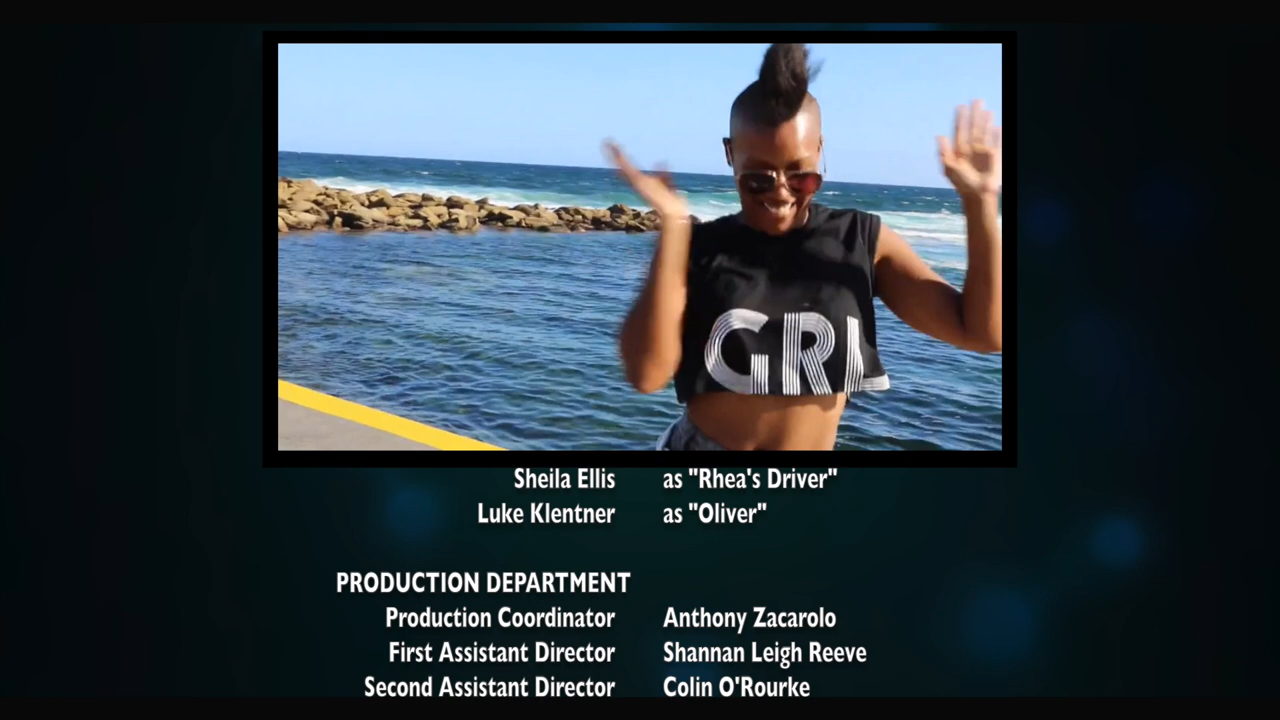 GRL
Sheila Ellis as "Rhea's Driver"
Luke Klentner as "Oliver"
PRODUCTION DEPARTMENT
Production Coordinator Anthony Zacarolo
First Assistant Director Shannan Leigh Reeve
Second Assistant Director Colin O'Rourke